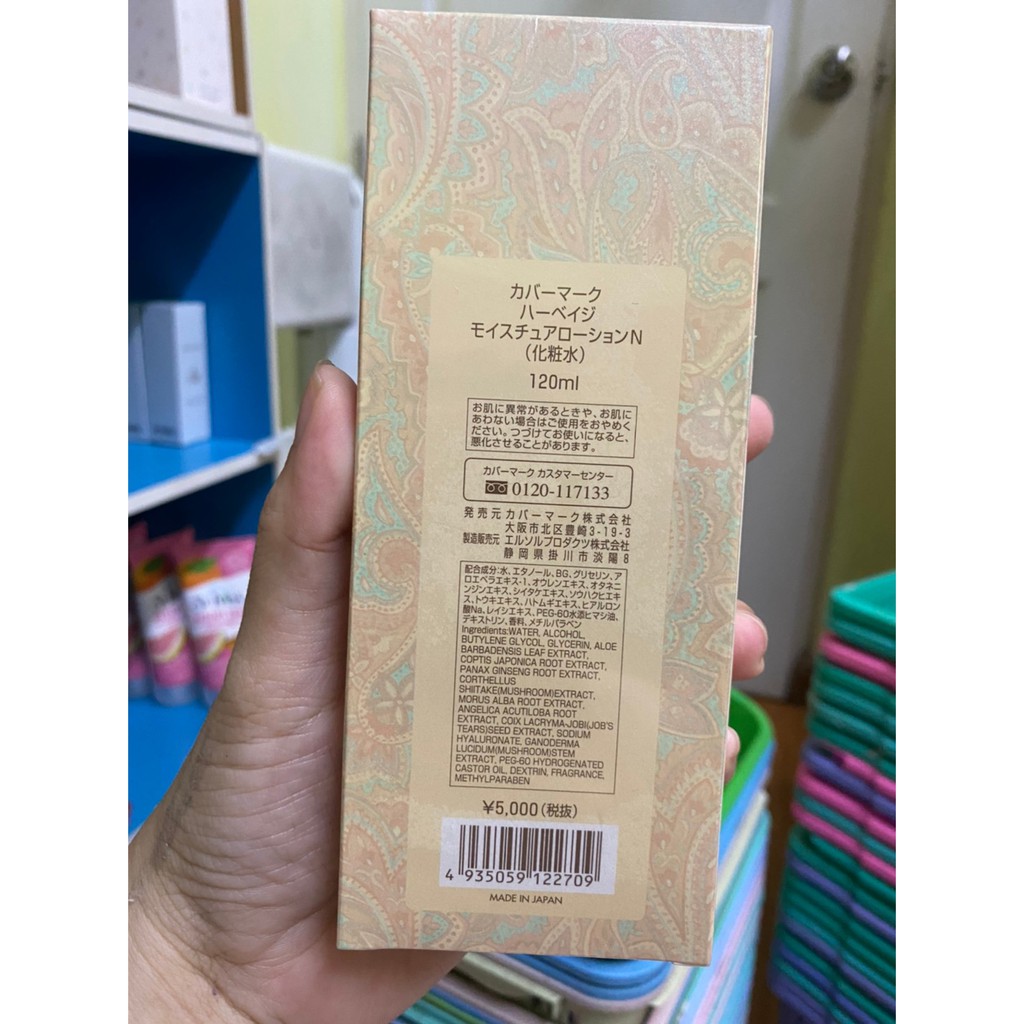 カバーマーク
ハーベイジ
モイスチュアローションN
(化粧水)
120ml
お肌に異常があるときや、お肌に
あわない場合はご使用をおやめく
ださい。つづけてお使いになると、
悪化させることがあります。
カバーマーク カスタマーセンター
0120-117133
発売元 カバーマーク株式会社
大阪市北区豊崎3-19-3
製造販売元 エルソルプロダクツ株式会社
静岡県掛川市淡陽8
配合成分:水、エタノール、BG、グリセリン、ア
ロエベラエキス-1、オウレンエキス、オタネニ
ンジンエキス、シイタケエキス、ソウハクヒエキ
ス、トウキエキス、ハトムギエキス、ヒアルロン
酸Na、レイシエキス、PEG-60水添ヒマシ油、
デキストリン、香料、メチルパラベン
Ingredients:WATER, ALCOHOL,
BUTYLENE GLYCOL, GLYCERIN, ALOE
BARBADENSIS LEAF EXTRACT,
COPTIS JAPONICA ROOT EXTRACT,
PANAX GINSENG ROOT EXTRACT,
CORTHELLUS
SHIITAKE(MUSHROOM)EXTRACT,
MORUS ALBA ROOT EXTRACT,
ANGELICA ACUTILOBA ROOT
EXTRACT, COIX LACRYMA-JOBI(JOB'S
TEARS)SEED EXTRACT, SODIUM
HYALURONATE, GANODERMA
LUCIDUM(MUSHROOM)STEM
EXTRACT, PEG-60 HYDROGENATED
CASTOR OIL, DEXTRIN, FRAGRANCE,
METHYLPARABEN
¥5,000(税抜)
4 935059 122709
MADE IN JAPAN